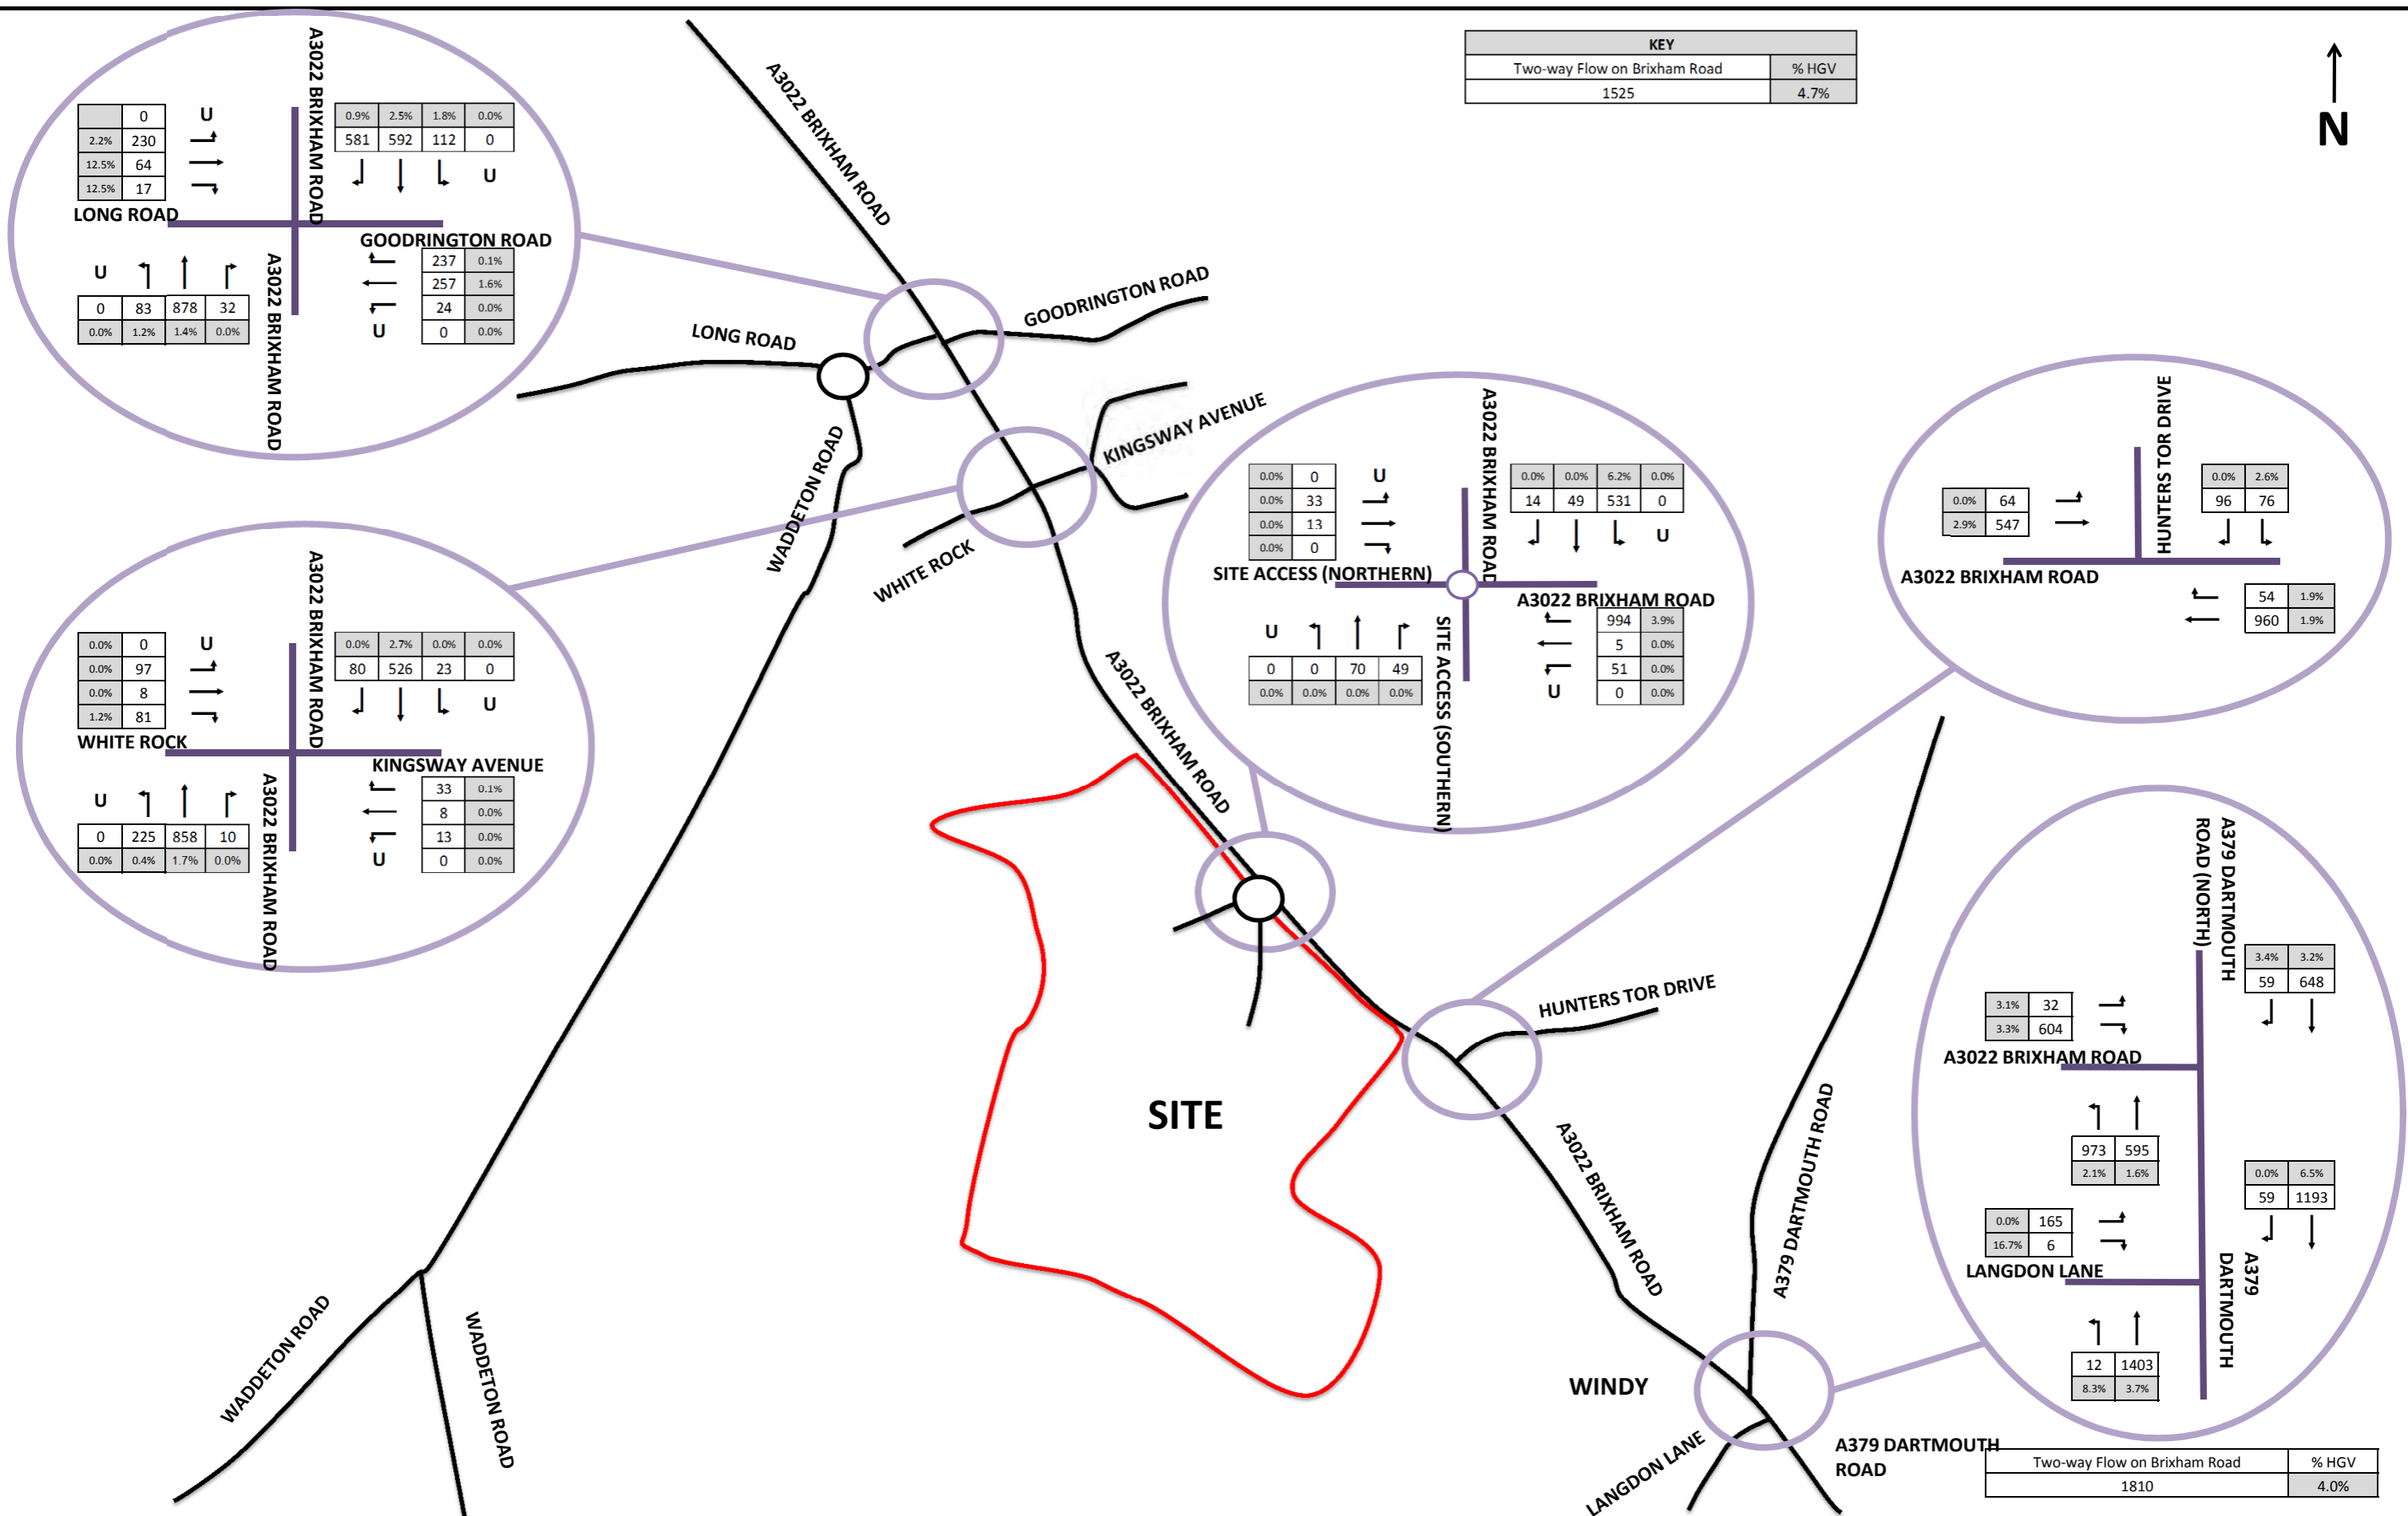 KEY
Two-way Flow on Brixham Road % HGV
1525 4.7%
N
A3022 BRIXHAM ROAD
0 U
2.2% 230
12.5% 64
12.5% 17
LONG ROAD
0.9% 2.5% 1.8% 0.0%
581 592 112 0
U
GOODRINGTON ROAD
237 0.1%
257 1.6%
24 0.0%
U 0 0.0%
U
0 83 878 32
0.0% 1.2% 1.4% 0.0%
A3022 BRIXHAM ROAD
A3022 BRIXHAM ROAD
LONG ROAD
GOODRINGTON ROAD
KINGSWAY AVENUE
WHITE ROCK
WADDETON ROAD
A3022 BRIXHAM ROAD
0.0% 0 U
0.0% 97
0.0% 8
1.2% 81
WHITE ROCK
0.0% 2.7% 0.0% 0.0%
80 526 23 0
U
KINGSWAY AVENUE
33 0.1%
8 0.0%
13 0.0%
U 0 0.0%
U
0 225 858 10
0.0% 0.4% 1.7% 0.0%
A3022 BRIXHAM ROAD
A3022 BRIXHAM ROAD
A3022 BRIXHAM ROAD
0.0% 0 U
0.0% 33
0.0% 13
0.0% 0
SITE ACCESS (NORTHERN)
0.0% 0.0% 6.2% 0.0%
14 49 531 0
U
A3022 BRIXHAM ROAD
994 3.9%
5 0.0%
51 0.0%
U 0 0.0%
U
0 0 70 49
0.0% 0.0% 0.0% 0.0%
SITE ACCESS (SOUTHERN)
HUNTERS TOR DRIVE
0.0% 64
2.9% 547
A3022 BRIXHAM ROAD
0.0% 2.6%
96 76
54 1.9%
960 1.9%
HUNTERS TOR DRIVE
SITE
A3022 BRIXHAM ROAD
A379 DARTMOUTH ROAD
A379 DARTMOUTH
ROAD (NORTH)
3.4% 3.2%
59 648
3.1% 32
3.3% 604
A3022 BRIXHAM ROAD
973 595
2.1% 1.6%
0.0% 6.5%
59 1193
0.0% 165
16.7% 6
LANGDON LANE
A379
DARTMOUTH
12 1403
8.3% 3.7%
WADDETON ROAD
WADDETON ROAD
WINDY
LANGDON LANE
A379 DARTMOUTH
ROAD
Two-way Flow on Brixham Road % HGV
1810 4.0%